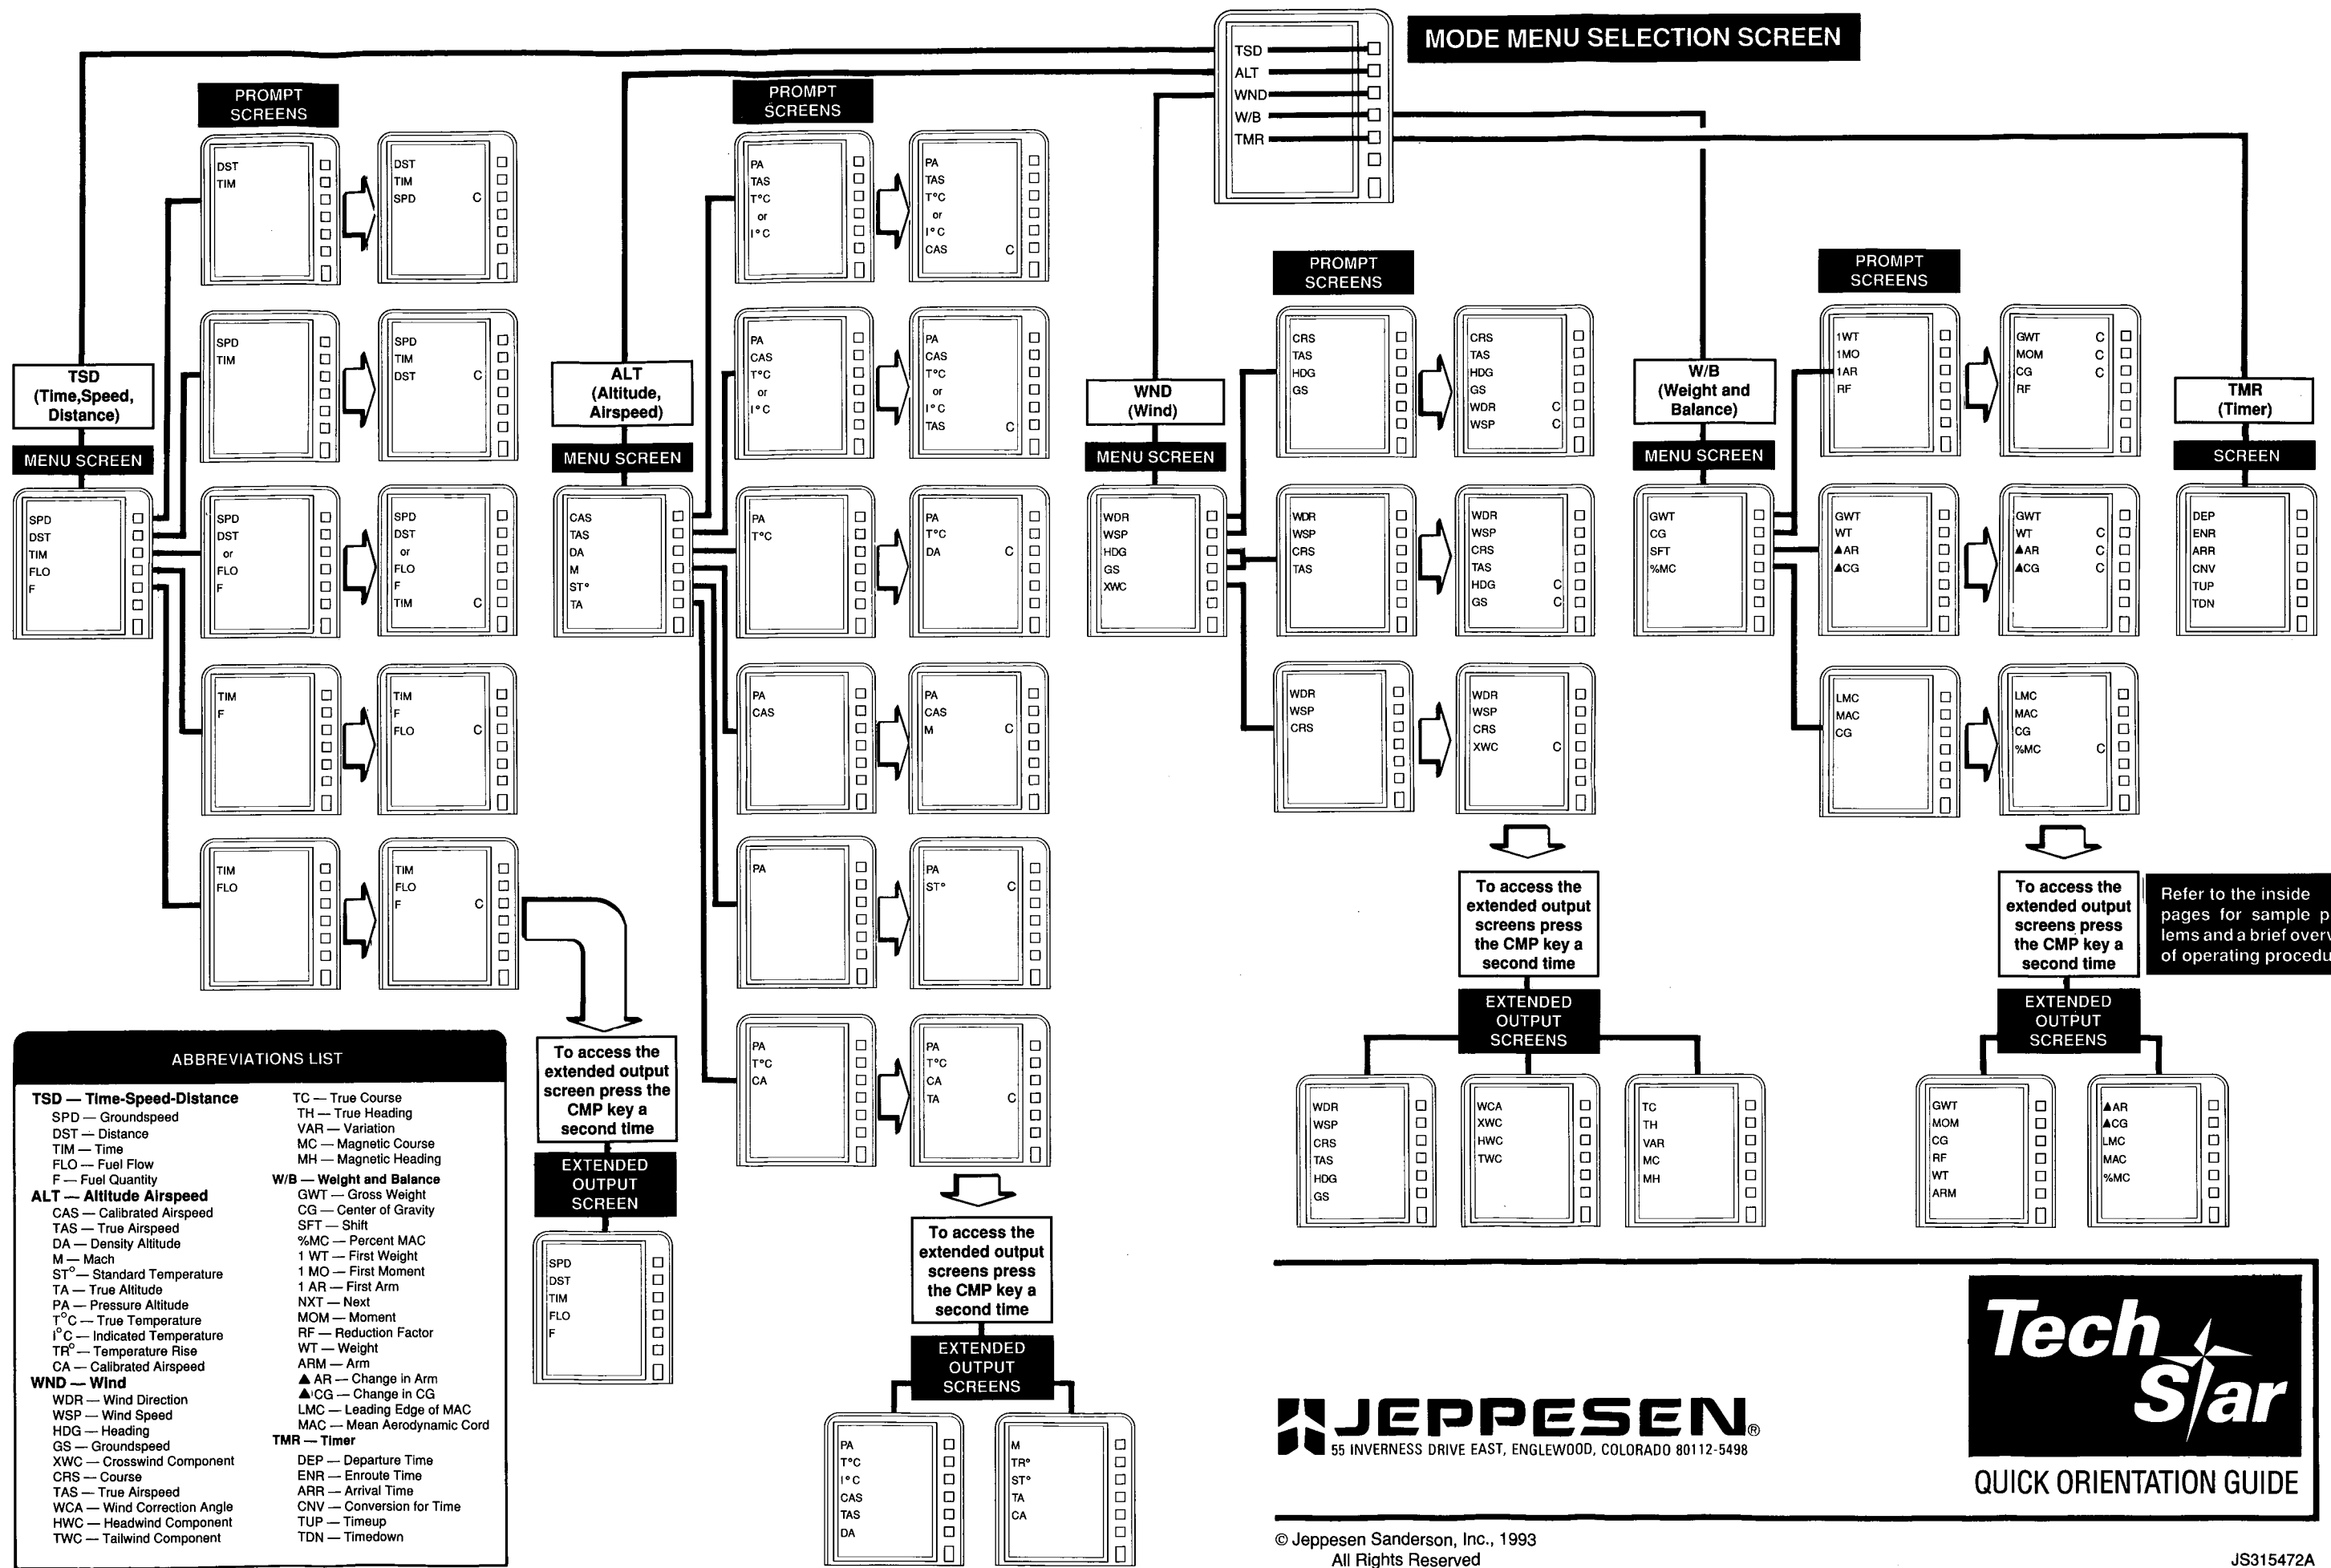 MODE MENU SELECTION SCREEN
TSD
ALT
WND
W/B
TMR
TSD
(Time,Speed,
Distance)
MENU SCREEN
SPD
DST
TIM
FLO
F
PROMPT
SCREENS
DST
TIM
DST
TIM
SPD C
SPD
TIM
SPD
TIM
DST C
SPD
DST
or
FLO
F
SPD
DST
or
FLO
F
TIM C
TIM
F
TIM
F
FLO C
TIM
FLO
TIM
FLO
F C
To access the
extended output
screen press the
CMP key a
second time
EXTENDED
OUTPUT
SCREEN
SPD
DST
TIM
FLO
F
ALT
(Altitude,
Airspeed)
MENU SCREEN
CAS
TAS
DA
M
ST°
TA
PROMPT
SCREENS
PA
TAS
T°C
or
I°C
PA
TAS
T°C
or
I°C
CAS C
PA
CAS
T°C
or
I°C
PA
CAS
T°C
or
I°C
TAS C
PA
T°C
PA
T°C
DA C
PA
CAS
PA
CAS
M C
PA
PA
ST° C
PA
T°C
CA
PA
T°C
CA
TA C
To access the
extended output
screens press
the CMP key a
second time
EXTENDED
OUTPUT
SCREENS
PA
T°C
I°C
CAS
TAS
DA
M
TR°
ST°
TA
CA
WND
(Wind)
MENU SCREEN
WDR
WSP
HDG
GS
XWC
PROMPT
SCREENS
CRS
TAS
HDG
GS
CRS
TAS
HDG
GS
WDR C
WSP C
WDR
WSP
CRS
TAS
WDR
WSP
CRS
TAS
HDG C
GS C
WDR
WSP
CRS
WDR
WSP
CRS
XWC C
To access the
extended output
screens press
the CMP key a
second time
EXTENDED
OUTPUT
SCREENS
WDR
WSP
CRS
TAS
HDG
GS
WCA
XWC
HWC
TWC
TC
TH
VAR
MC
MH
W/B
(Weight and
Balance)
MENU SCREEN
GWT
CG
SFT
%MC
PROMPT
SCREENS
1WT
1MO
1AR
RF
GWT C
MOM C
CG C
RF
GWT
WT
▲AR
▲CG
GWT
WT C
▲AR C
▲CG C
LMC
MAC
CG
LMC
MAC
CG
%MC C
To access the
extended output
screens press
the CMP key a
second time
EXTENDED
OUTPUT
SCREENS
GWT
MOM
CG
RF
WT
ARM
▲AR
▲CG
LMC
MAC
%MC
TMR
(Timer)
SCREEN
DEP
ENR
ARR
CNV
TUP
TDN
Refer to the inside
pages for sample p
lems and a brief overv
of operating procedu
ABBREVIATIONS LIST
TSD — Time-Speed-Distance
SPD — Groundspeed
DST — Distance
TIM — Time
FLO — Fuel Flow
F — Fuel Quantity
ALT — Altitude Airspeed
CAS — Calibrated Airspeed
TAS — True Airspeed
DA — Density Altitude
M — Mach
ST° — Standard Temperature
TA — True Altitude
PA — Pressure Altitude
T°C — True Temperature
I°C — Indicated Temperature
TR° — Temperature Rise
CA — Calibrated Airspeed
WND — Wind
WDR — Wind Direction
WSP — Wind Speed
HDG — Heading
GS — Groundspeed
XWC — Crosswind Component
CRS — Course
TAS — True Airspeed
WCA — Wind Correction Angle
HWC — Headwind Component
TWC — Tailwind Component
TC — True Course
TH — True Heading
VAR — Variation
MC — Magnetic Course
MH — Magnetic Heading
W/B — Weight and Balance
GWT — Gross Weight
CG — Center of Gravity
SFT — Shift
%MC — Percent MAC
1 WT — First Weight
1 MO — First Moment
1 AR — First Arm
NXT — Next
MOM — Moment
RF — Reduction Factor
WT — Weight
ARM — Arm
▲ AR — Change in Arm
▲ CG — Change in CG
LMC — Leading Edge of MAC
MAC — Mean Aerodynamic Cord
TMR — Timer
DEP — Departure Time
ENR — Enroute Time
ARR — Arrival Time
CNV — Conversion for Time
TUP — Timeup
TDN — Timedown
JEPPESEN®
55 INVERNESS DRIVE EAST, ENGLEWOOD, COLORADO 80112-5498
Tech
Star
QUICK ORIENTATION GUIDE
© Jeppesen Sanderson, Inc., 1993
All Rights Reserved
JS315472A